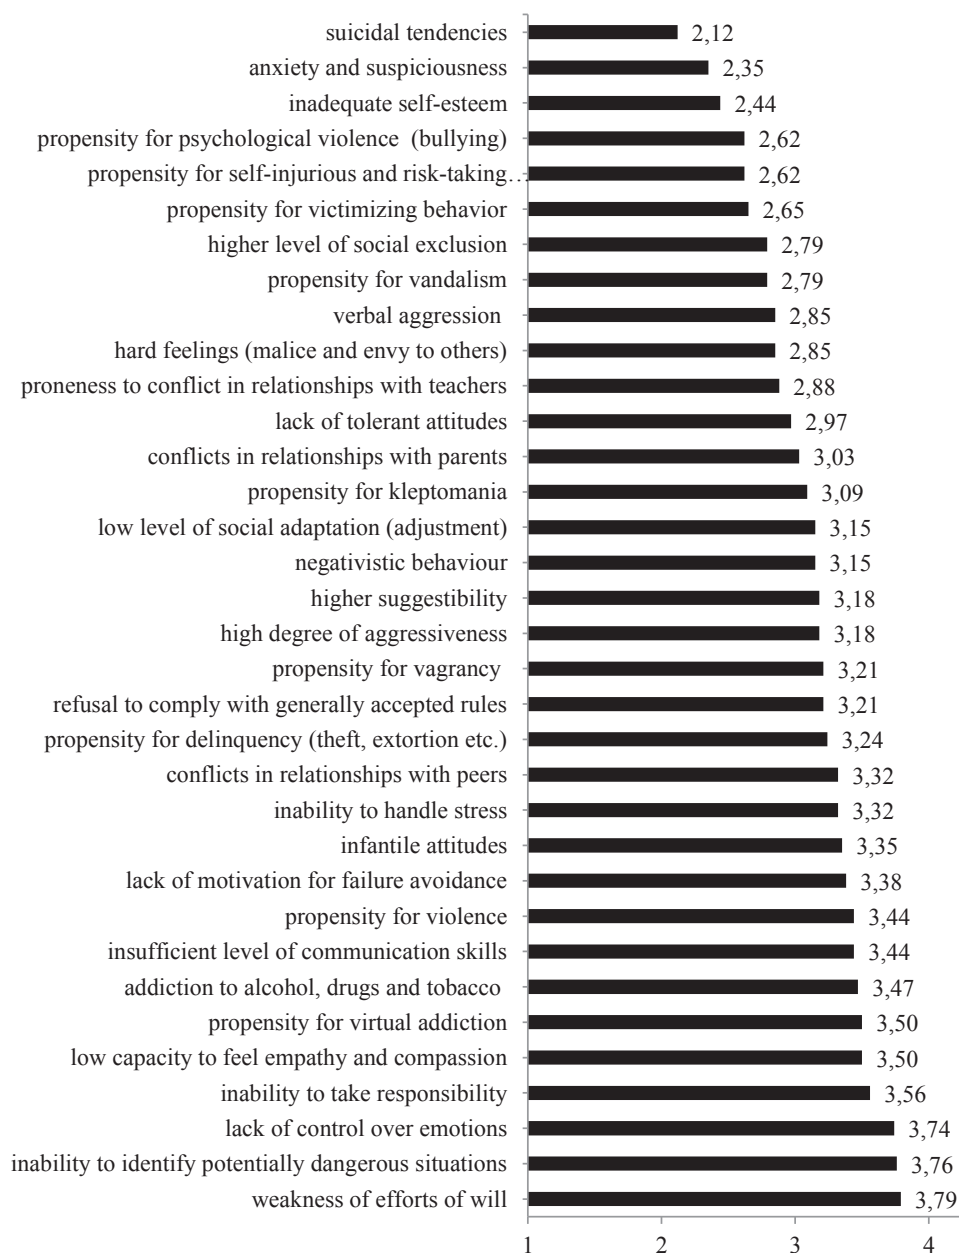 suicidal tendencies 2,12
anxiety and suspiciousness 2,35
inadequate self-esteem 2,44
propensity for psychological violence (bullying) 2,62
propensity for self-injurious and risk-taking… 2,62
propensity for victimizing behavior 2,65
higher level of social exclusion 2,79
propensity for vandalism 2,79
verbal aggression 2,85
hard feelings (malice and envy to others) 2,85
proneness to conflict in relationships with teachers 2,88
lack of tolerant attitudes 2,97
conflicts in relationships with parents 3,03
propensity for kleptomania 3,09
low level of social adaptation (adjustment) 3,15
negativistic behaviour 3,15
higher suggestibility 3,18
high degree of aggressiveness 3,18
propensity for vagrancy 3,21
refusal to comply with generally accepted rules 3,21
propensity for delinquency (theft, extortion etc.) 3,24
conflicts in relationships with peers 3,32
inability to handle stress 3,32
infantile attitudes 3,35
lack of motivation for failure avoidance 3,38
propensity for violence 3,44
insufficient level of communication skills 3,44
addiction to alcohol, drugs and tobacco 3,47
propensity for virtual addiction 3,50
low capacity to feel empathy and compassion 3,50
inability to take responsibility 3,56
lack of control over emotions 3,74
inability to identify potentially dangerous situations 3,76
weakness of efforts of will 3,79
1 2 3 4